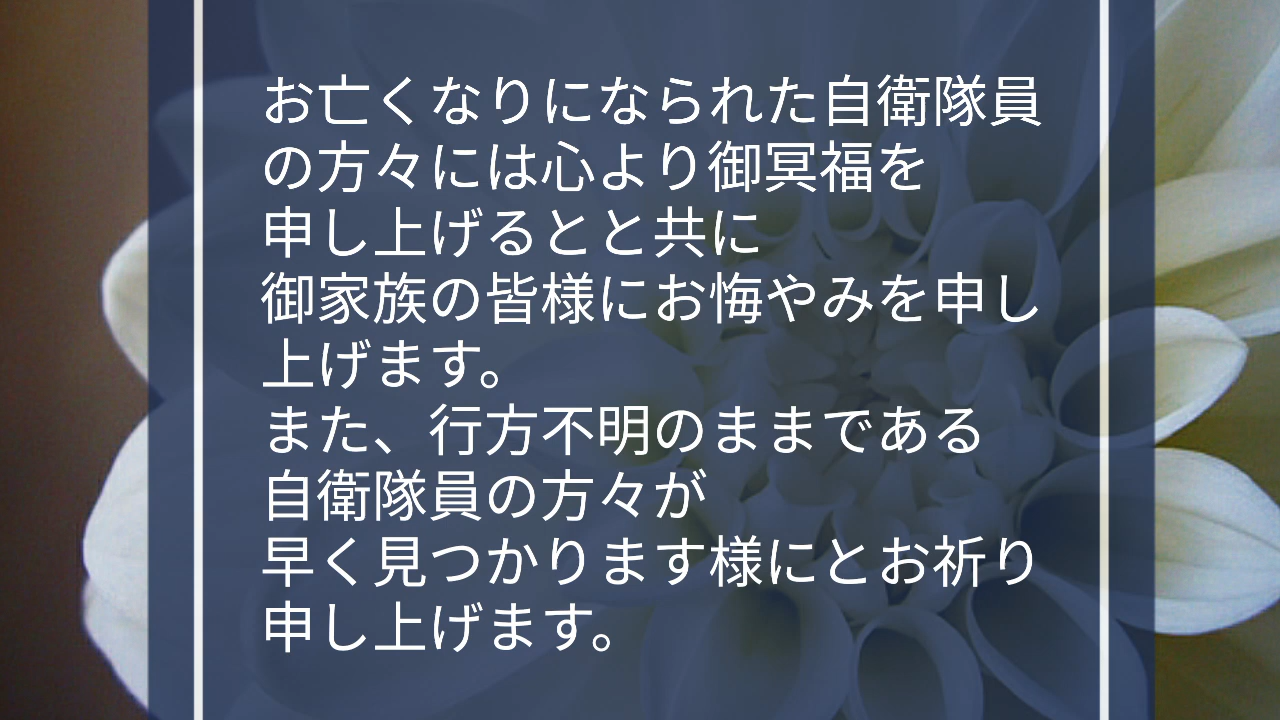 お亡くなりになられた自衛隊員
の方々には心より御冥福を
申し上げるとと共に
御家族の皆様にお悔やみを申し
上げます。
また、行方不明のままである
自衛隊員の方々が
早く見つかります様にとお祈り
申し上げます。